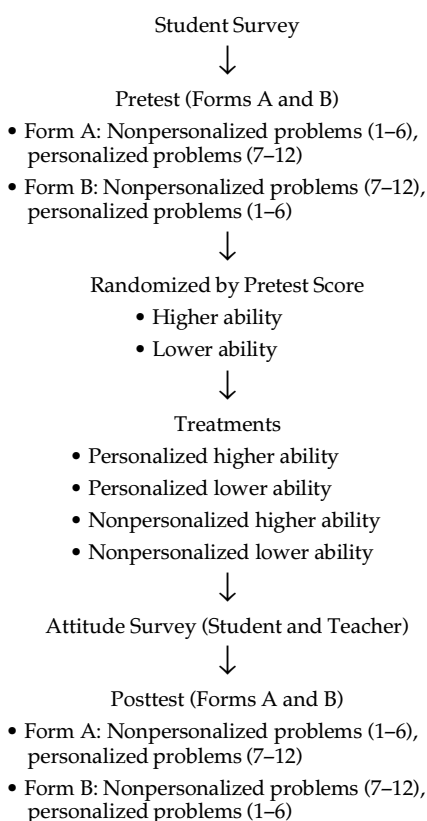 Student Survey
↓
Pretest (Forms A and B)
• Form A: Nonpersonalized problems (1–6),
personalized problems (7–12)
• Form B: Nonpersonalized problems (7–12),
personalized problems (1–6)
↓
Randomized by Pretest Score
• Higher ability
• Lower ability
↓
Treatments
• Personalized higher ability
• Personalized lower ability
• Nonpersonalized higher ability
• Nonpersonalized lower ability
↓
Attitude Survey (Student and Teacher)
↓
Posttest (Forms A and B)
• Form A: Nonpersonalized problems (1–6),
personalized problems (7–12)
• Form B: Nonpersonalized problems (7–12),
personalized problems (1–6)